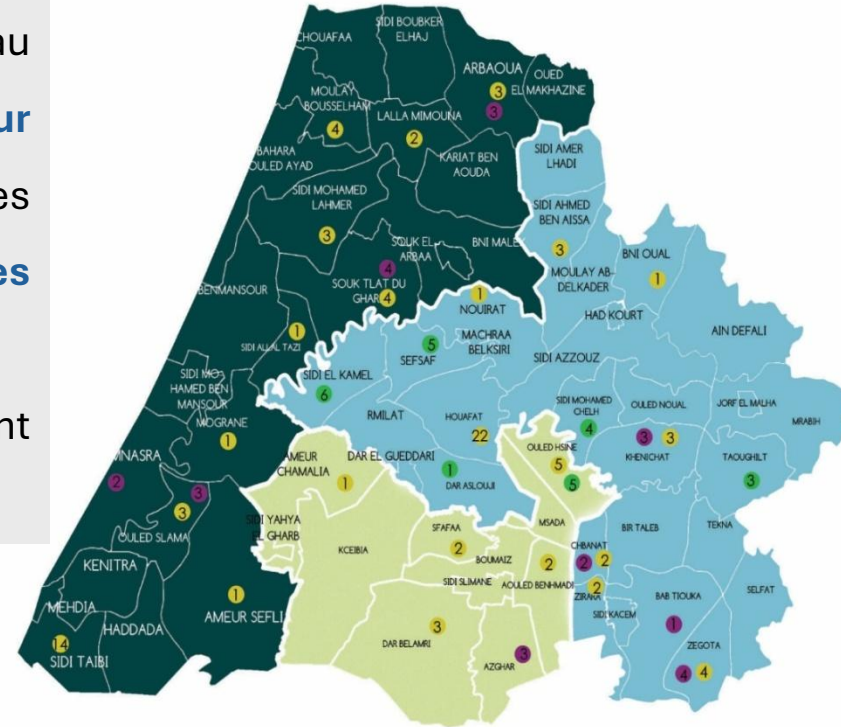 au
ur
es
es
nt
SIDI BOUBKER
ELHAJ
CHOUAFAA
ARBAOUA
OUED
EL MAKHAZINE
3
3
MOULAY
BOUSSELHAM
4
LALLA MIMOUNA
2
BAHARA
OULED AYAD
KARIAT BEN
AOUDA
SIDI AMER
LHADI
SIDI MOHAMED
LAHMER
3
SIDI AHMED
BEN AISSA
3
SOUK EL
ARBAA
BNI MALE
4
SOUK TLAT DU
GHAR
4
BNI OUAL
1
MOULAY AB-
DELKADER
BENMANSOUR
1
NOUIRAT
HAD KOURT
AIN DEFALI
1
SIDI ALLAL TAZI
MACHRAA
BELKSIRI
5
SEFSAF
SIDI AZZOUZ
SIDI EL KAMEL
6
SIDI MO-
HAMED BEN
MANSOUR
RMILAT
HOUAFAT
22
SIDI MOHAMED
CHELH
4
OULED NOUAL
3
3
KHENICHAT
JORF EL MALHA
MRABIH
MOGRANE
1
MNASRA
2
AMEUR
CHAMALIA
1
DAR EL GUEDDARI
1
DAR ASLOUJI
OULED HSINE
5
5
TAOUGHILT
3
3
3
OULED SLAMA
SIDI YAHYA
EL GHARB
MSADA
SFAFAA
2
KCEIBIA
BOUMAIZ
2
CHBANAT
2
2
BIR TALEB
TEKNA
KENITRA
SIDI SLIMANE
AOULED BENHMADI
2
ZIRARA
MEHDIA
HADDADA
1
AMEUR SEFLI
SIDI KACEM
BAB TIOUKA
1
SELFAT
14
SIDI TAIBI
3
DAR BELAMRI
3
AZGHAR
ZEGOTA
4
4